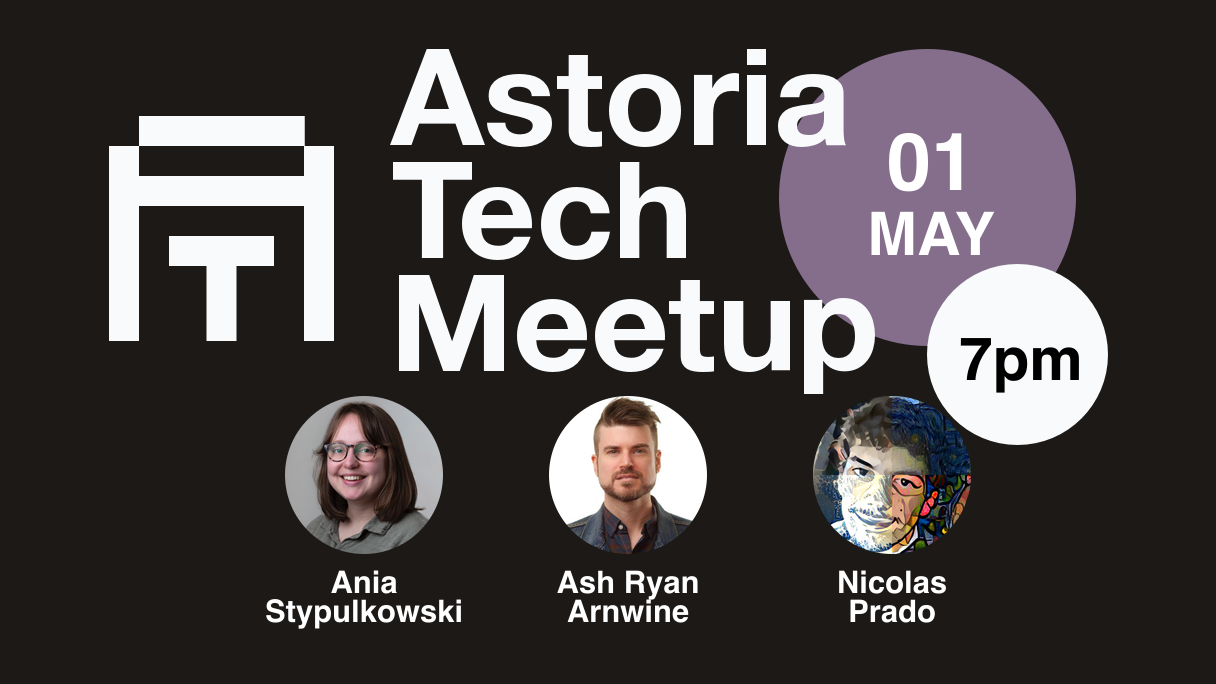 Astoria
Tech
Meetup
01
MAY
7pm
Ania
Stypulkowski
Ash Ryan
Arnwine
Nicolas
Prado